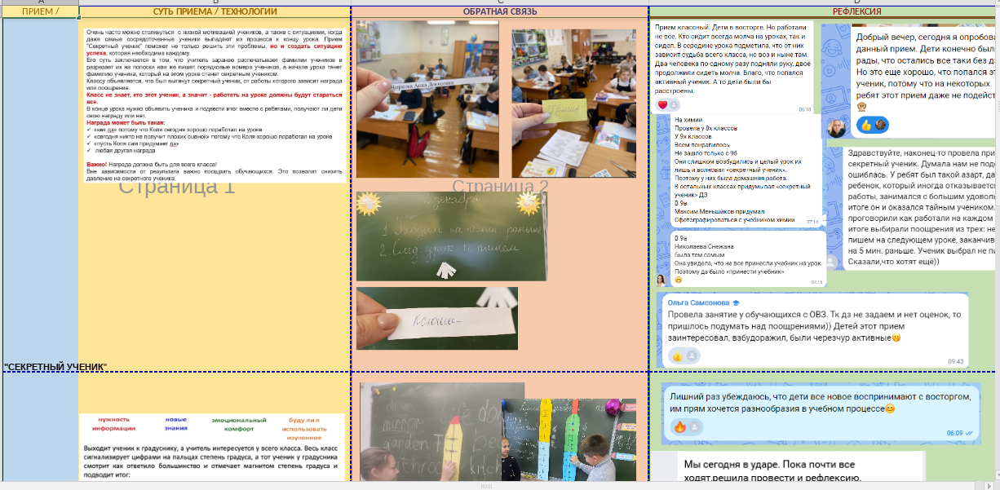 A
B
C
D
ПРИЕМ /
СУТЬ ПРИЕМА / ТЕХНОЛОГИИ
ОБРАТНАЯ СВЯЗЬ
РЕФЛЕКСИЯ
Очень часто можно столкнуться с низкой мотивацией учеников, а также с ситуации, когда
даже самые сосредоточенные ученики выпадают из процесса к концу урока. Прием
"Секретный ученик" поможет не только решить эти проблемы, но и создать ситуацию
успеха, которая необходима каждому.
Его суть заключается в том, что учитель заранее распечатывает фамилии учеников и
разрезает их на полоски или же пишет порядковые номера учеников, в начале урока тянет
фамилию ученика, который на этом уроке станет секретным учеником.
Классу объявляется, что был вытянут секретный ученик, от работы которого зависит награда
или поощрение.
Класс не знает, кто этот ученик, а значит - работать на уроке должны будут стараться
все.
В конце урока нужно объявить ученика и подвести итог вместе с ребятами, получают ли дети
свою награду или нет.
Награда может быть такая:
✓ «нет дз» потому что Коля сегодня хорошо поработал на уроке
✓ «сегодня никто не получит плохих оценок» потому что Коля хорошо поработал на уроке
✓ «пусть Коля сам придумает дз»
✓ любая другая награда
Важно! Награда должна быть для всего класса!
Вне зависимости от результата важно поощрить обучающихся. Это позволит снизить
давление на секретного ученика.
Страница 1
"СЕКРЕТНЫЙ УЧЕНИК"
Страница 2
Чиркова Анна Денисовна
В декабрь
1. Уходим на 5 мин. раньше
2. След. урок не пишем
Ксюша
Прием классный. Дети в восторге. Но работали
не все. Кто сидит всегда молча на уроках, так и
сидел. В середине урока подметила, что от них
зависит судьба всего класса, но воз и ныне там.
Два человека по одному разу подняли руку, двое
продолжили сидеть молча. Благо, что попался
активный ученик. А то дети были бы
расстроены.
06:18
На химии
Провела у 8х классов
У 9х классов
Всем понравилось
Не зашло только с 9б
Они слишком возбудились и целый урок их
лишь и волновал «секретный ученик».
Поэтому у них была домашняя работа.
В остальных классах придумывал «секретный
ученик» ДЗ
В 9в
Максим Меньшиков придумал
Сфотографироваться с учебником химии
07:14
В 9а
Николаева Снежана
Была тем самым
Она увидела, что не все принесли учебник на урок.
Поэтому дз было «принести учебник»
07:15
Добрый вечер, сегодня я опробова
данный прием. Дети конечно был
рады, что остались все таки без д
Но это еще хорошо, что попался э
ученик, потому что на некоторых
ребят этот прием даже не подейст
Здравствуйте, наконец-то провела при
секретный ученик. Думала нам не под
ошиблась. У ребят был такой азарт, да
ребенок, который иногда отказывается
работы, занимался с большим удоволь
итоге он и оказался тайным учеником.
проговорили как работали на каждом
итоге выбирали поощрения из трех: не
пишем на следующем уроке, заканчив
на 5 мин. раньше. Ученик выбрал не пи
Сказали,что хотят ещё))
Ольга Самсонова
Провела занятие у обучающихся с ОВЗ. Тк дз не задаем и нет оценок, то
пришлось подумать над поощрениями)) Детей этот прием
заинтересовал, взбудоражил, были черезчур активные
09:43
нужность
информации
новые
знания
эмоциональный
комфорт
буду ли я
использовать
изученное
Выходит ученик к градуснику, а учитель интересуется у всего класса. Весь класс
сигнализирует цифрами на пальцах степень градуса, а тот ученик у градусника
смотрит как ответило большинство и отмечает магнитом степень градуса и
подводит итог:
mirror
garden
Лишний раз убеждаюсь, что дети все новое воспринимают с восторгом,
им прям хочется разнообразия в учебном процессе
06:09
Мы сегодня в ударе. Пока почти все
ходят,решила провести и рефлексию.